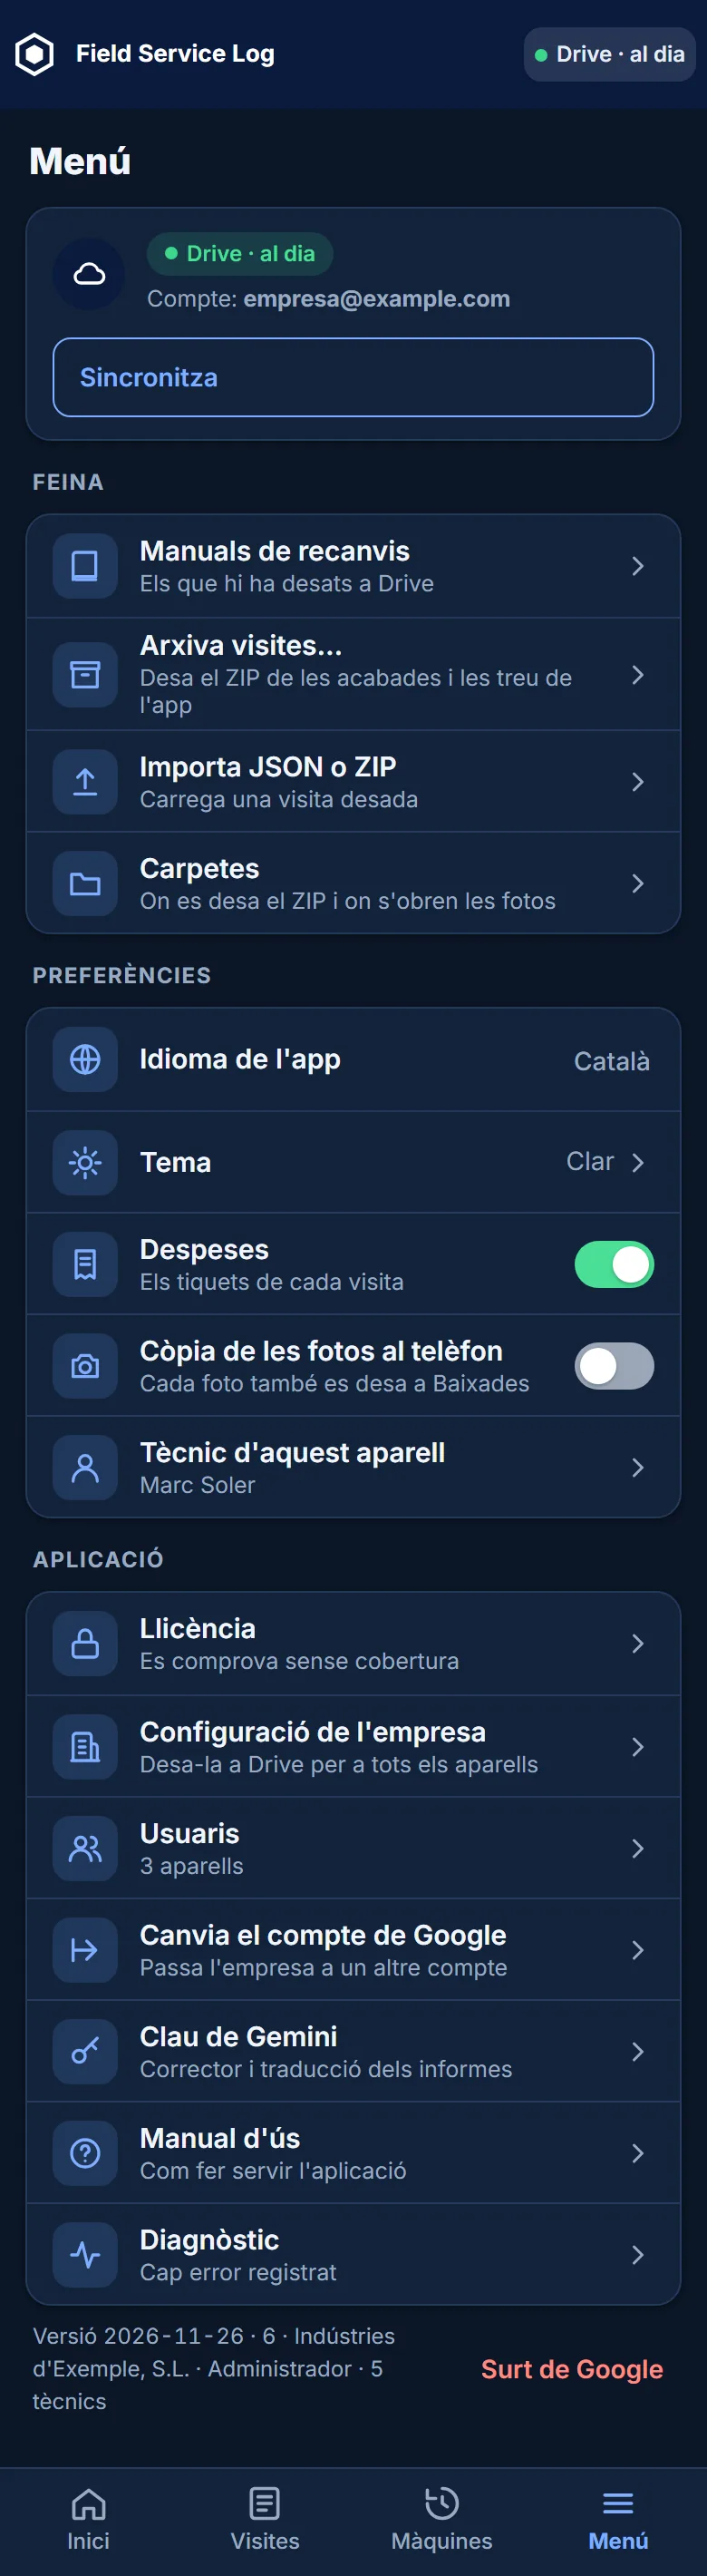 Field Service Log
Drive · al dia
Menú
Drive · al dia
Compte: empresa@example.com
Sincronitza
FEINA
Manuals de recanvis
Els que hi ha desats a Drive
Arxiva visites...
Desa el ZIP de les acabades i les treu de
l'app
Importa JSON o ZIP
Carrega una visita desada
Carpetes
On es desa el ZIP i on s'obren les fotos
PREFERÈNCIES
Idioma de l'app
Català
Tema
Clar
Despeses
Els tiquets de cada visita
Còpia de les fotos al telèfon
Cada foto també es desa a Baixades
Tècnic d'aquest aparell
Marc Soler
APLICACIÓ
Llicència
Es comprova sense cobertura
Configuració de l'empresa
Desa-la a Drive per a tots els aparells
Usuaris
3 aparells
Canvia el compte de Google
Passa l'empresa a un altre compte
Clau de Gemini
Corrector i traducció dels informes
Manual d'ús
Com fer servir l'aplicació
Diagnòstic
Cap error registrat
Versió 2026-11-26 · 6 · Indústries
d'Exemple, S.L. · Administrador · 5
tècnics
Surt de Google
Inici
Visites
Màquines
Menú